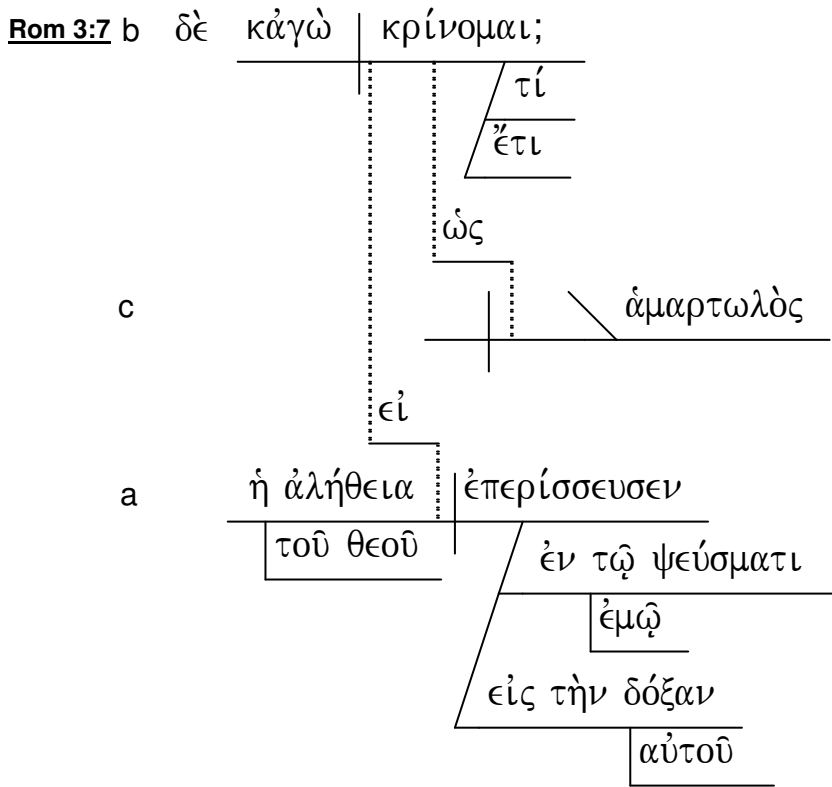 Rom 3:7 b δὲ κἀγὼ κρίνομαι;
τί
ἔτι
ὡς
c ἁμαρτωλὸς
εἰ
a ἡ ἀλήθεια ἐπερίσσευσεν
τοῦ θεοῦ ἐν τῷ ψεύσματι
ἐμῷ
εἰς τὴν δόξαν
αὐτοῦ